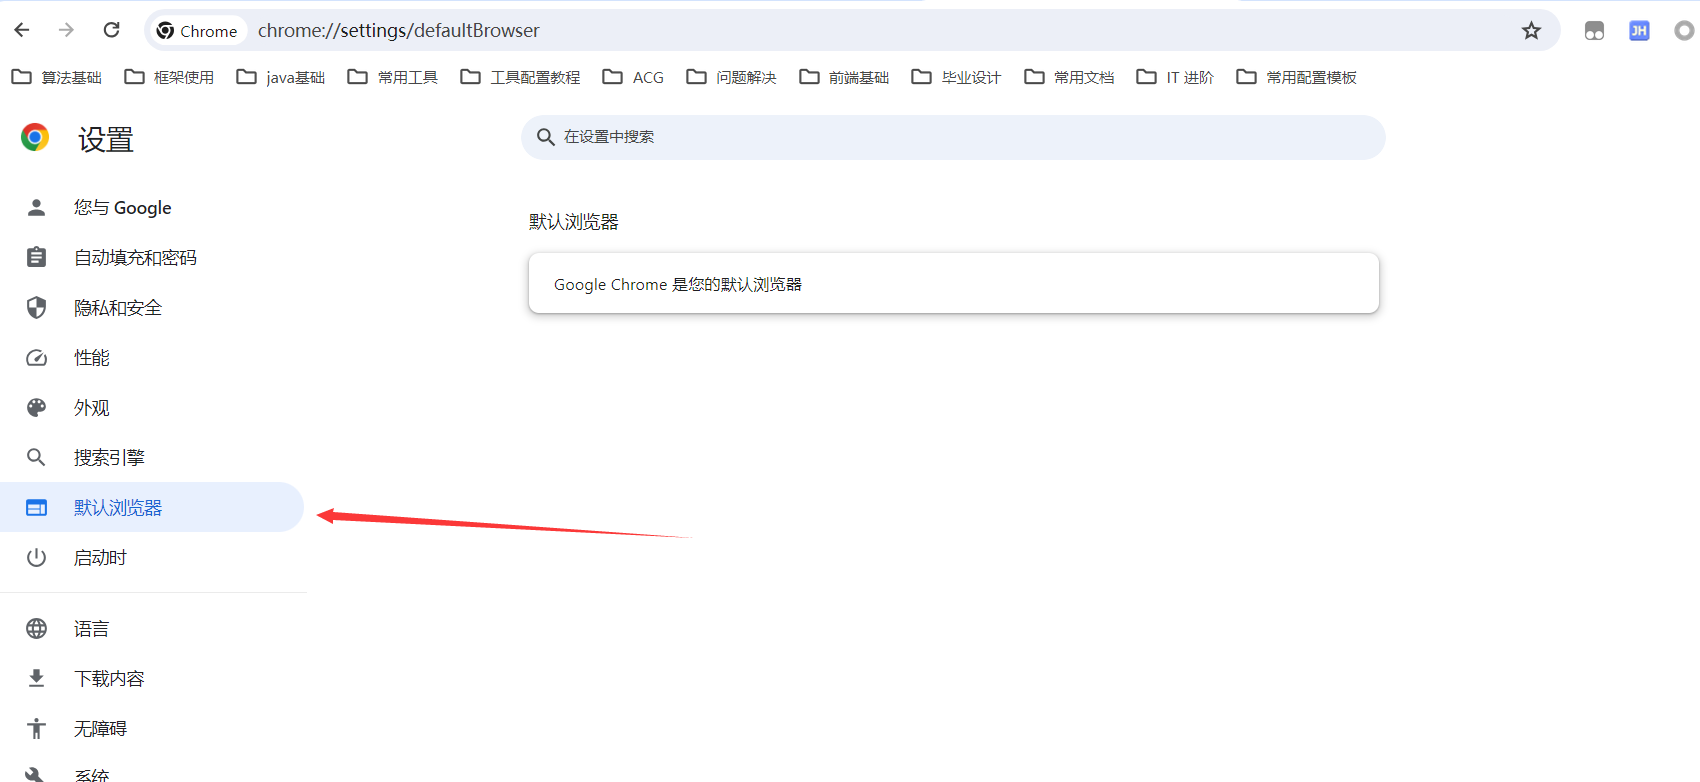 Chrome chrome://settings/defaultBrowser JH
算法基础 框架使用 java基础 常用工具 工具配置教程 ACG 问题解决 前端基础 毕业设计 常用文档 IT 进阶 常用配置模板
设置 在设置中搜索
您与 Google
自动填充和密码
隐私和安全
性能
外观
搜索引擎
默认浏览器
启动时
语言
下载内容
无障碍
系统
默认浏览器
Google Chrome 是您的默认浏览器